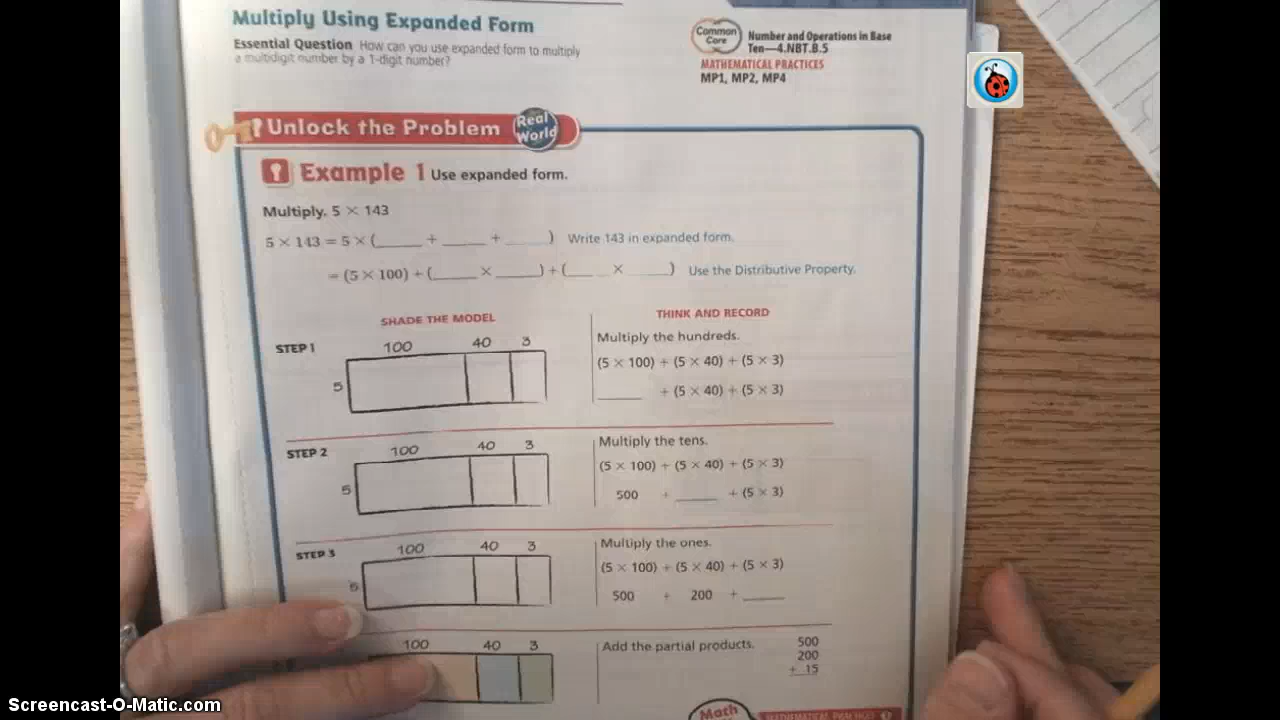 Multiply Using Expanded Form
Essential Question How can you use expanded form to multiply
a multidigit number by a 1-digit number?
Common
Core
Number and Operations in Base
Ten—4.NBT.B.5
MATHEMATICAL PRACTICES
MP1, MP2, MP4
Unlock the Problem
Real
World
Example 1 Use expanded form.
Multiply. 5 × 143
5 × 143 = 5 × (_____ + _____ + _____) Write 143 in expanded form.
= (5 × 100) + (_____ × _____) + (_____ × _____) Use the Distributive Property.
SHADE THE MODEL
THINK AND RECORD
STEP 1
100 40 3
5
Multiply the hundreds.
(5 × 100) + (5 × 40) + (5 × 3)
_____ + (5 × 40) + (5 × 3)
STEP 2
100 40 3
5
Multiply the tens.
(5 × 100) + (5 × 40) + (5 × 3)
500 + _____ + (5 × 3)
STEP 3
100 40 3
5
Multiply the ones.
(5 × 100) + (5 × 40) + (5 × 3)
500 + 200 + _____
100 40 3
Add the partial products.
500
200
+ 15
Math
MATHEMATICAL PRACTICES
Screencast-O-Matic.com